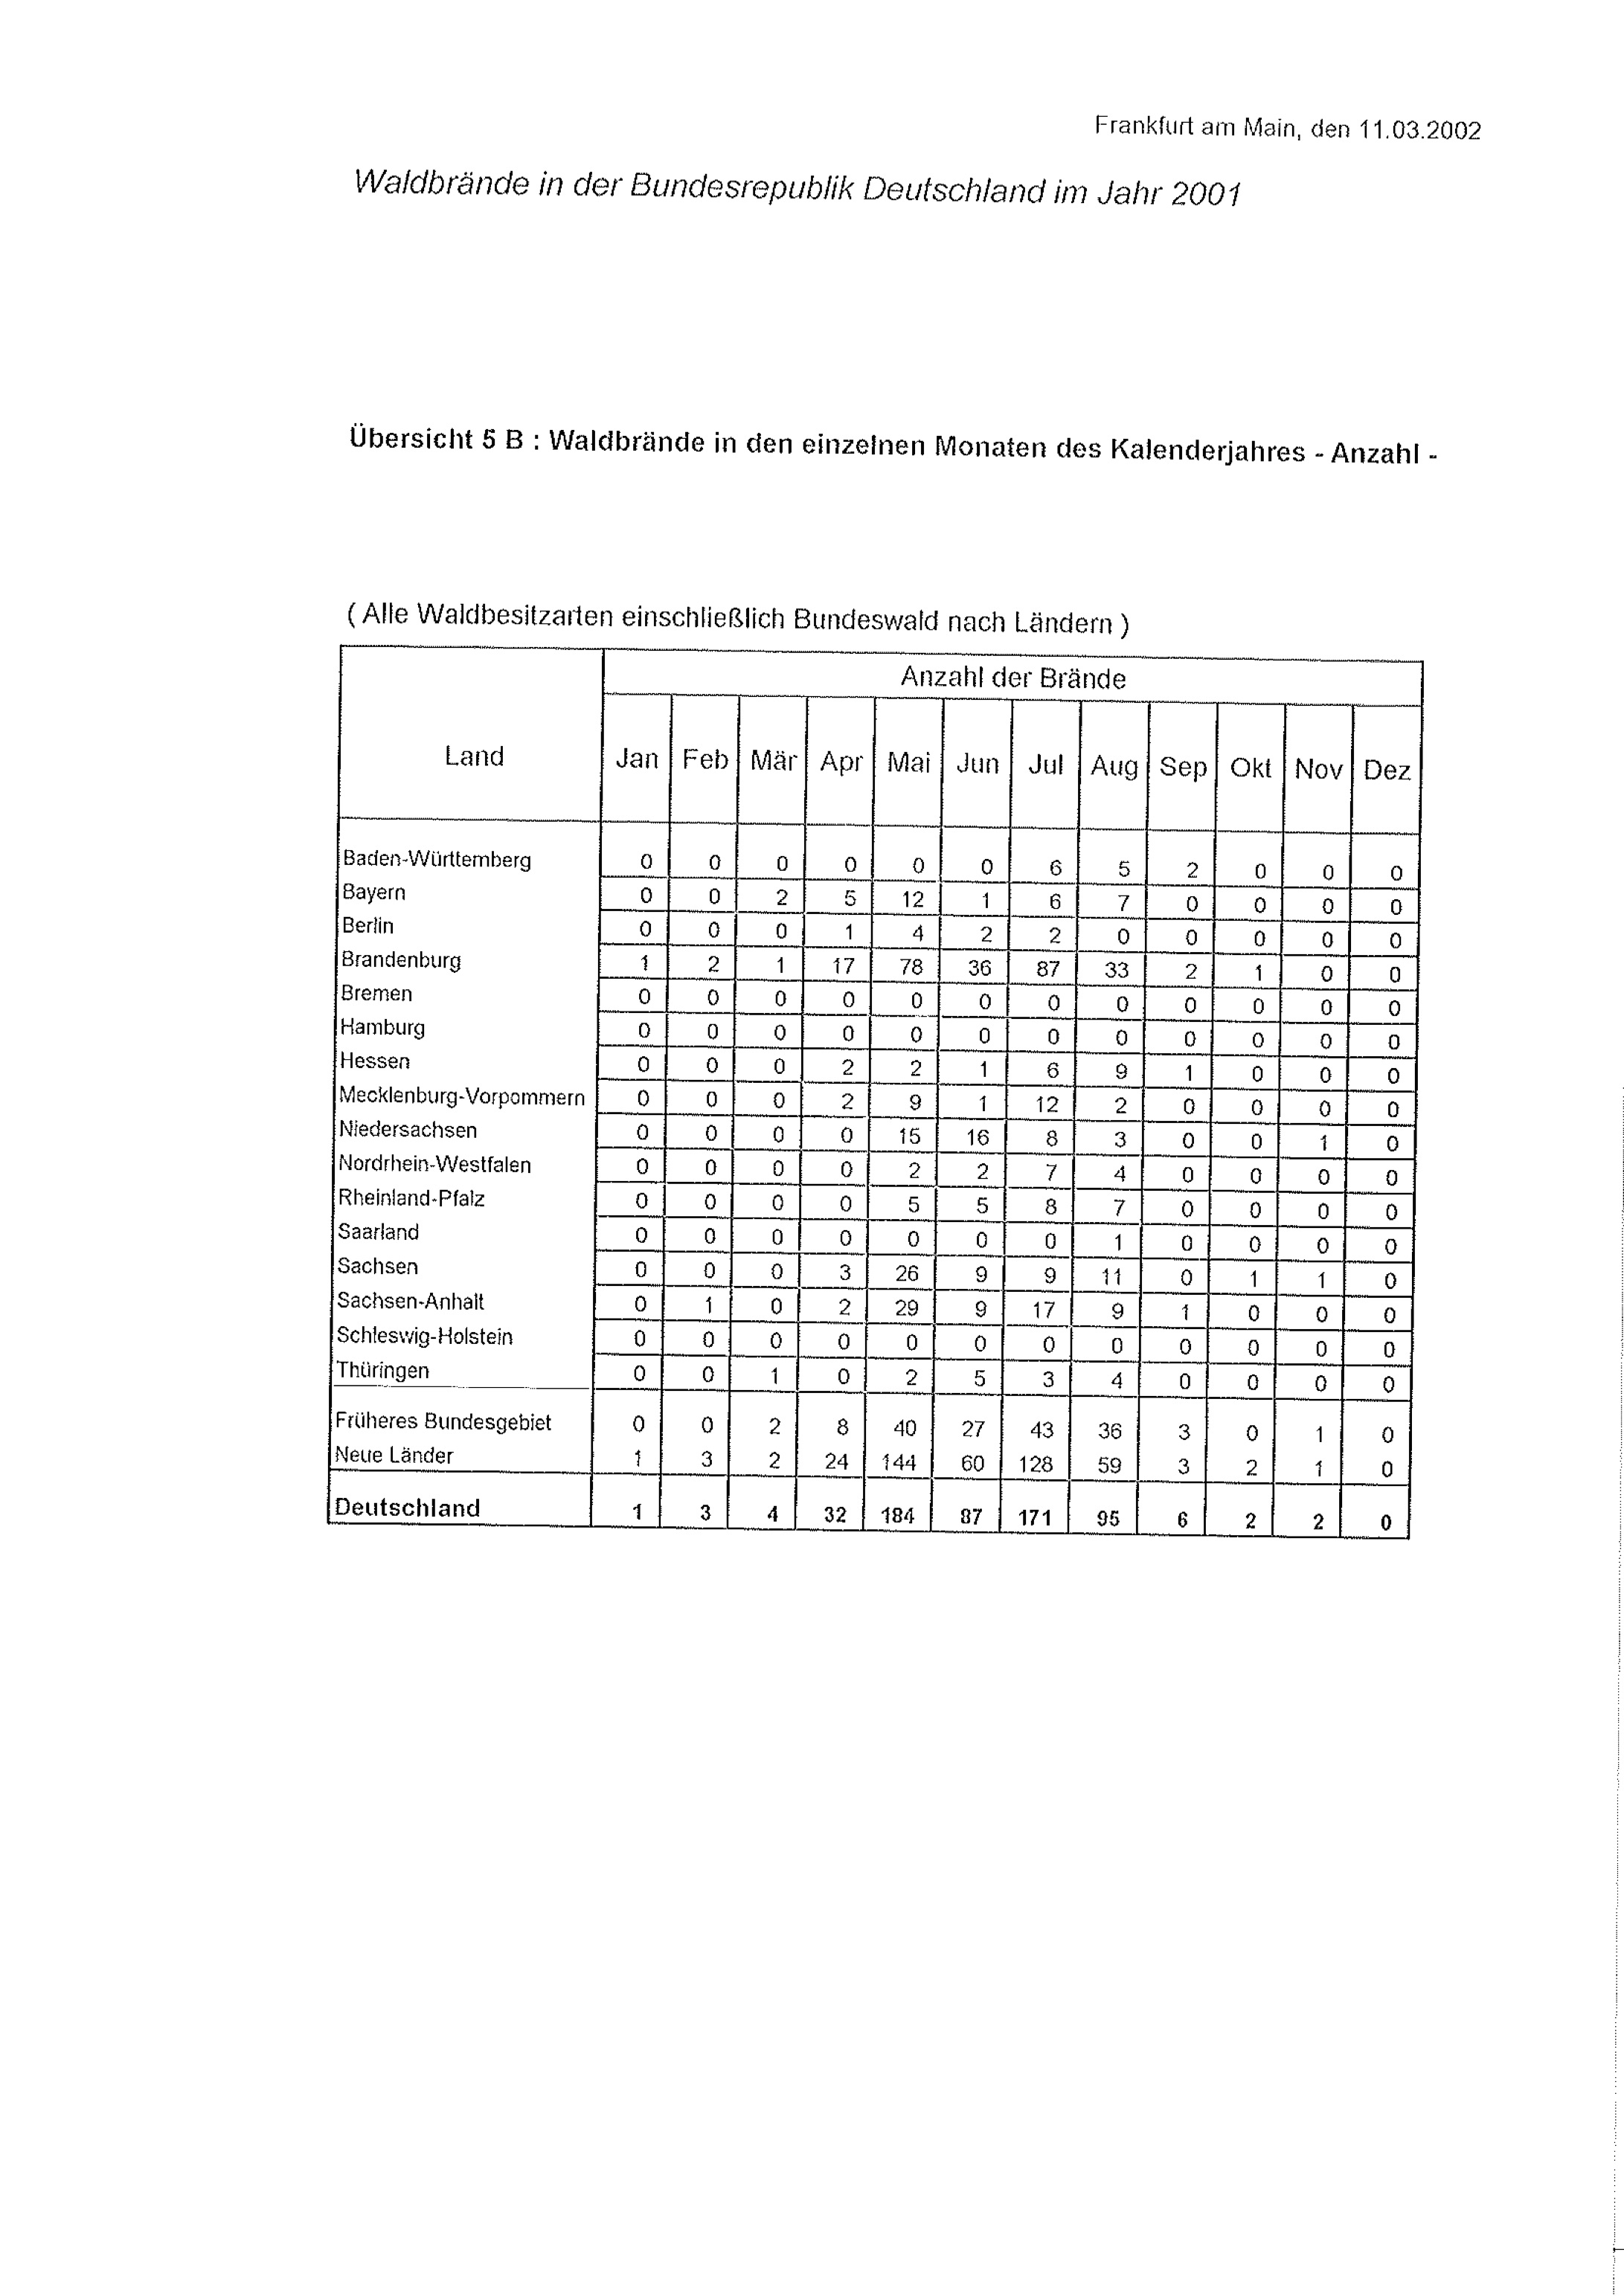 Frankfurt am Main, den 11.03.2002
Waldbrände in der Bundesrepublik Deutschland im Jahr 2001
Übersicht 5 B : Waldbrände in den einzelnen Monaten des Kalenderjahres - Anzahl -
( Alle Waldbesitzarten einschließlich Bundeswald nach Ländern )
Anzahl der Brände
Land Jan Feb Mär Apr Mai Jun Jul Aug Sep Okt Nov Dez
Baden-Württemberg 0 0 0 0 0 0 6 5 2 0 0 0
Bayern 0 0 2 5 12 1 6 7 0 0 0 0
Berlin 0 0 0 1 4 2 2 0 0 0 0 0
Brandenburg 1 2 1 17 78 36 87 33 2 1 0 0
Bremen 0 0 0 0 0 0 0 0 0 0 0 0
Hamburg 0 0 0 0 0 0 0 0 0 0 0 0
Hessen 0 0 0 2 2 1 6 9 1 0 0 0
Mecklenburg-Vorpommern 0 0 0 2 9 1 12 2 0 0 0 0
Niedersachsen 0 0 0 0 15 16 8 3 0 0 1 0
Nordrhein-Westfalen 0 0 0 0 2 2 7 4 0 0 0 0
Rheinland-Pfalz 0 0 0 0 5 5 8 7 0 0 0 0
Saarland 0 0 0 0 0 0 0 1 0 0 0 0
Sachsen 0 0 0 3 26 9 9 11 0 1 1 0
Sachsen-Anhalt 0 1 0 2 29 9 17 9 1 0 0 0
Schleswig-Holstein 0 0 0 0 0 0 0 0 0 0 0 0
Thüringen 0 0 1 0 2 5 3 4 0 0 0 0
Früheres Bundesgebiet 0 0 2 8 40 27 43 36 3 0 1 0
Neue Länder 1 3 2 24 144 60 128 59 3 2 1 0
Deutschland 1 3 4 32 184 87 171 95 6 2 2 0